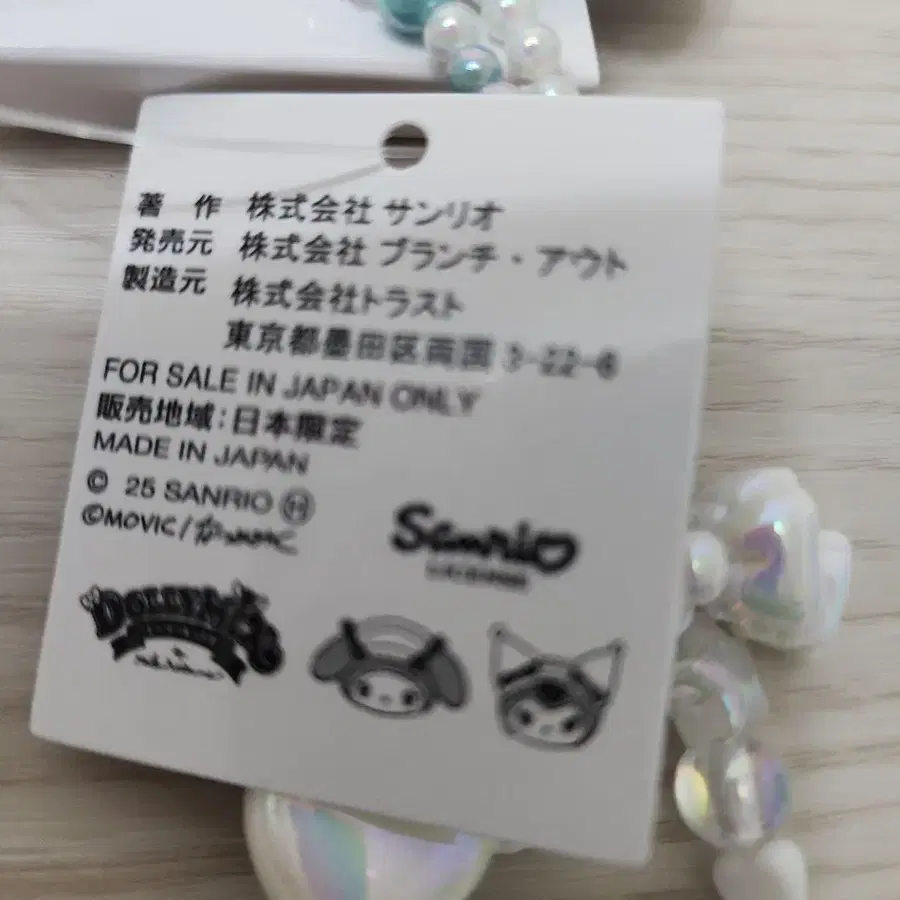 著 作 株式会社 サンリオ
発売元 株式会社 ブランチ・アウト
製造元 株式会社トラスト
東京都墨田区両国 3-22-6
FOR SALE IN JAPAN ONLY
販売地域:日本限定
MADE IN JAPAN
© 25 SANRIO Ⓗ
©MOVIC/
Sanrio